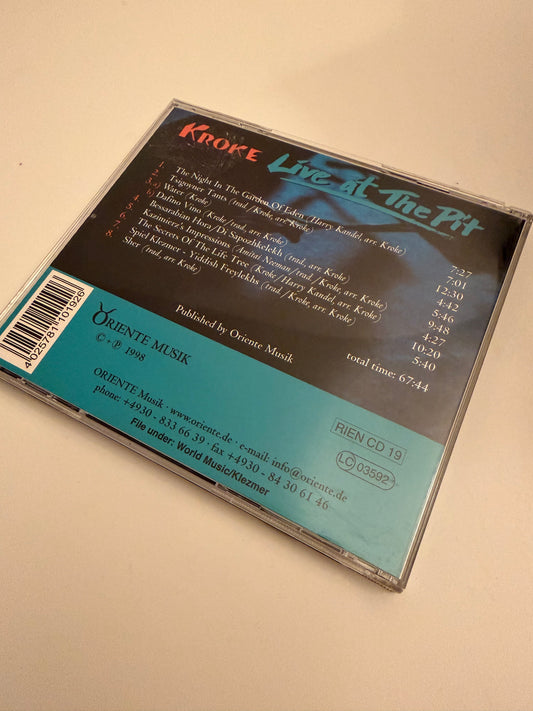 KROKE Live at The Pit
1. The Night In The Garden Of Eden (Harry Kandel, arr. Kroke) 7:27
2. Tsigayner Tants (trad./Kroke, arr. Kroke) 7:01
3.a) Water (Kroke) 12:30
b) Dafino Vino (Kroke/trad., arr. Kroke) 4:42
4. Bessarabian Hora/Di Sapozhkelekh (trad., arr. Kroke) 5:46
5. Kazimierz's Impressions (Amitai Neeman/trad., arr. Kroke) 9:48
6. The Secrets Of The Life Tree (Kroke/Harry Kandel, arr. Kroke) 4:27
7. Spiel Klezmer - Yiddish Freylekhs (trad./Kroke, arr. Kroke) 10:20
8. Sher (trad., arr. Kroke) 5:40
Published by Oriente Musik total time: 67:44
4 025781 101926
ORIENTE MUSIK
© + ℗ 1998
ORIENTE Musik · www.oriente.de · e-mail: info@oriente.de
phone: +4930 - 833 66 39 · fax +4930 - 84 30 61 46
File under: World Music/Klezmer
RIEN CD 19
LC 03592